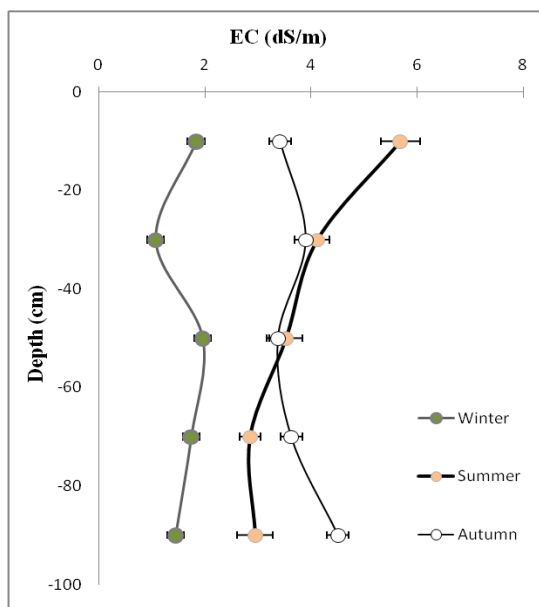 EC (dS/m)
0 2 4 6 8
0
-20
-40
-60
-80
-100
Depth (cm)
Winter
Summer
Autumn